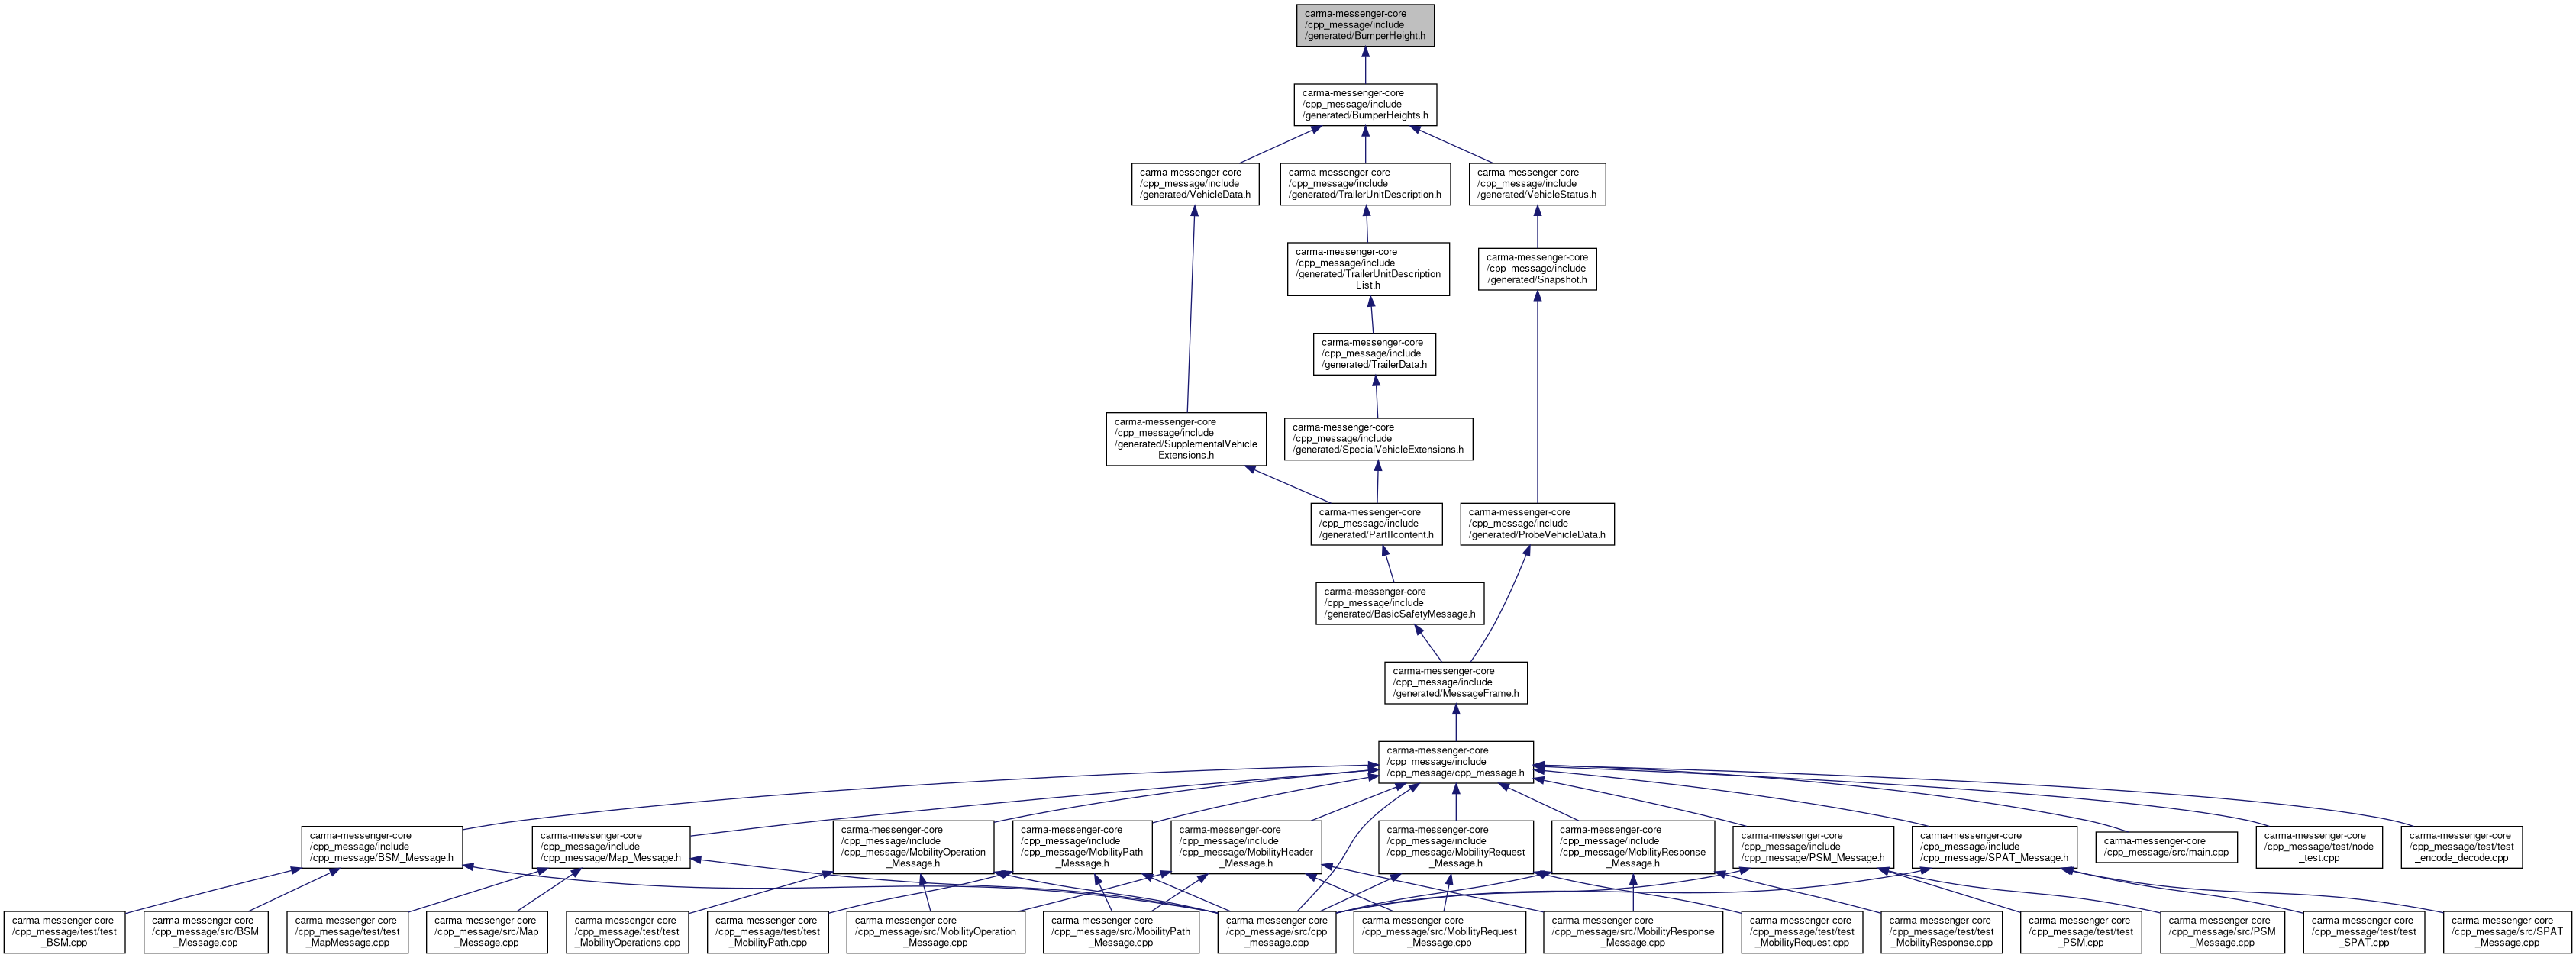 carma-messenger-core
/cpp_message/include
/generated/BumperHeight.h
carma-messenger-core
/cpp_message/include
/generated/BumperHeights.h
carma-messenger-core
/cpp_message/include
/generated/VehicleData.h
carma-messenger-core
/cpp_message/include
/generated/TrailerUnitDescription.h
carma-messenger-core
/cpp_message/include
/generated/VehicleStatus.h
carma-messenger-core
/cpp_message/include
/generated/TrailerUnitDescription
List.h
carma-messenger-core
/cpp_message/include
/generated/Snapshot.h
carma-messenger-core
/cpp_message/include
/generated/TrailerData.h
carma-messenger-core
/cpp_message/include
/generated/SupplementalVehicle
Extensions.h
carma-messenger-core
/cpp_message/include
/generated/SpecialVehicleExtensions.h
carma-messenger-core
/cpp_message/include
/generated/PartIIcontent.h
carma-messenger-core
/cpp_message/include
/generated/ProbeVehicleData.h
carma-messenger-core
/cpp_message/include
/generated/BasicSafetyMessage.h
carma-messenger-core
/cpp_message/include
/generated/MessageFrame.h
carma-messenger-core
/cpp_message/include
/cpp_message/cpp_message.h
carma-messenger-core
/cpp_message/include
/cpp_message/BSM_Message.h
carma-messenger-core
/cpp_message/include
/cpp_message/Map_Message.h
carma-messenger-core
/cpp_message/include
/cpp_message/MobilityOperation
_Message.h
carma-messenger-core
/cpp_message/include
/cpp_message/MobilityPath
_Message.h
carma-messenger-core
/cpp_message/include
/cpp_message/MobilityHeader
_Message.h
carma-messenger-core
/cpp_message/include
/cpp_message/MobilityRequest
_Message.h
carma-messenger-core
/cpp_message/include
/cpp_message/MobilityResponse
_Message.h
carma-messenger-core
/cpp_message/include
/cpp_message/PSM_Message.h
carma-messenger-core
/cpp_message/include
/cpp_message/SPAT_Message.h
carma-messenger-core
/cpp_message/src/main.cpp
carma-messenger-core
/cpp_message/test/node
_test.cpp
carma-messenger-core
/cpp_message/test/test
_encode_decode.cpp
carma-messenger-core
/cpp_message/test/test
_BSM.cpp
carma-messenger-core
/cpp_message/src/BSM
_Message.cpp
carma-messenger-core
/cpp_message/test/test
_MapMessage.cpp
carma-messenger-core
/cpp_message/src/Map
_Message.cpp
carma-messenger-core
/cpp_message/test/test
_MobilityOperations.cpp
carma-messenger-core
/cpp_message/test/test
_MobilityPath.cpp
carma-messenger-core
/cpp_message/src/MobilityOperation
_Message.cpp
carma-messenger-core
/cpp_message/src/MobilityPath
_Message.cpp
carma-messenger-core
/cpp_message/src/cpp
_message.cpp
carma-messenger-core
/cpp_message/src/MobilityRequest
_Message.cpp
carma-messenger-core
/cpp_message/src/MobilityResponse
_Message.cpp
carma-messenger-core
/cpp_message/test/test
_MobilityRequest.cpp
carma-messenger-core
/cpp_message/test/test
_MobilityResponse.cpp
carma-messenger-core
/cpp_message/test/test
_PSM.cpp
carma-messenger-core
/cpp_message/src/PSM
_Message.cpp
carma-messenger-core
/cpp_message/test/test
_SPAT.cpp
carma-messenger-core
/cpp_message/src/SPAT
_Message.cpp